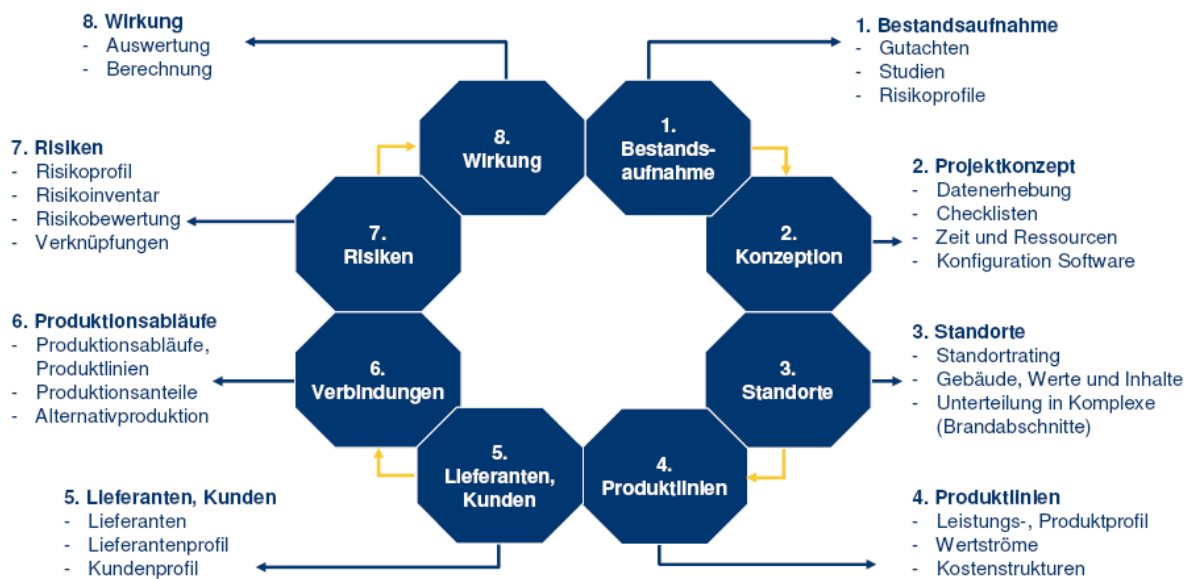 8. Wirkung
- Auswertung
- Berechnung
1. Bestandsaufnahme
- Gutachten
- Studien
- Risikoprofile
7. Risiken
- Risikoprofil
- Risikoinventar
- Risikobewertung
- Verknüpfungen
2. Projektkonzept
- Datenerhebung
- Checklisten
- Zeit und Ressourcen
- Konfiguration Software
6. Produktionsabläufe
- Produktionsabläufe,
Produktlinien
- Produktionsanteile
- Alternativproduktion
3. Standorte
- Standortrating
- Gebäude, Werte und Inhalte
- Unterteilung in Komplexe
(Brandabschnitte)
5. Lieferanten, Kunden
- Lieferanten
- Lieferantenprofil
- Kundenprofil
4. Produktlinien
- Leistungs-, Produktprofil
- Wertströme
- Kostenstrukturen
8.
Wirkung
1.
Bestands-
aufnahme
2.
Konzeption
3.
Standorte
4.
Produktlinien
5.
Lieferanten,
Kunden
6.
Verbindungen
7.
Risiken